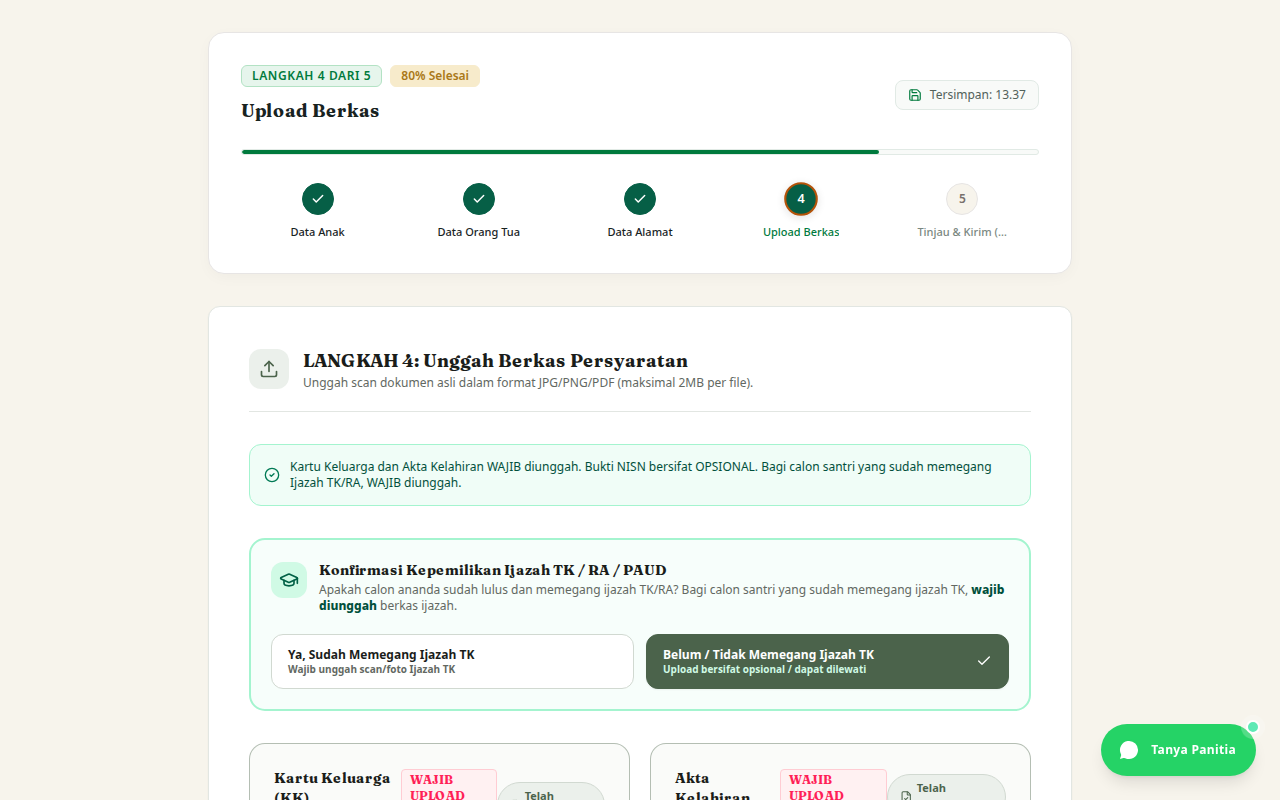 LANGKAH 4 DARI 5
80% Selesai
Upload Berkas
Tersimpan: 13.37
4
5
Data Anak
Data Orang Tua
Data Alamat
Upload Berkas
Tinjau & Kirim (...
LANGKAH 4: Unggah Berkas Persyaratan
Unggah scan dokumen asli dalam format JPG/PNG/PDF (maksimal 2MB per file).
Kartu Keluarga dan Akta Kelahiran WAJIB diunggah. Bukti NISN bersifat OPSIONAL. Bagi calon santri yang sudah memegang
Ijazah TK/RA, WAJIB diunggah.
Konfirmasi Kepemilikan Ijazah TK / RA / PAUD
Apakah calon ananda sudah lulus dan memegang ijazah TK/RA? Bagi calon santri yang sudah memegang ijazah TK, wajib
diunggah berkas ijazah.
Ya, Sudah Memegang Ijazah TK
Wajib unggah scan/foto Ijazah TK
Belum / Tidak Memegang Ijazah TK
Upload bersifat opsional / dapat dilewati
Tanya Panitia
Kartu Keluarga
(KK)
WAJIB
UPLOAD
Telah
Akta
Kelahiran
WAJIB
UPLOAD
Telah